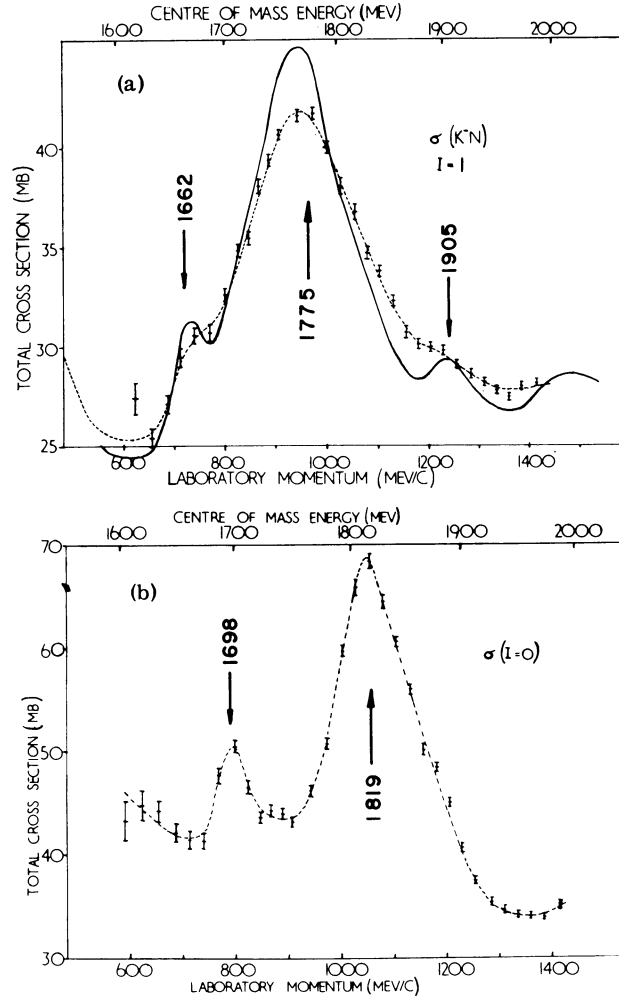 CENTRE OF MASS ENERGY (MEV)
1600 1700 1800 1900 2000
(a)
σ (K⁻N)
I = 1
1662
1775
1905
TOTAL CROSS SECTION (MB)
40
35
30
25
600 800 1000 1200 1400
LABORATORY MOMENTUM (MEV/C)
CENTRE OF MASS ENERGY (MEV)
1600 1700 1800 1900 2000
(b)
σ (I=O)
1698
1819
TOTAL CROSS SECTION (MB)
70
60
50
40
30
600 800 1000 1200 1400
LABORATORY MOMENTUM (MEV/C)